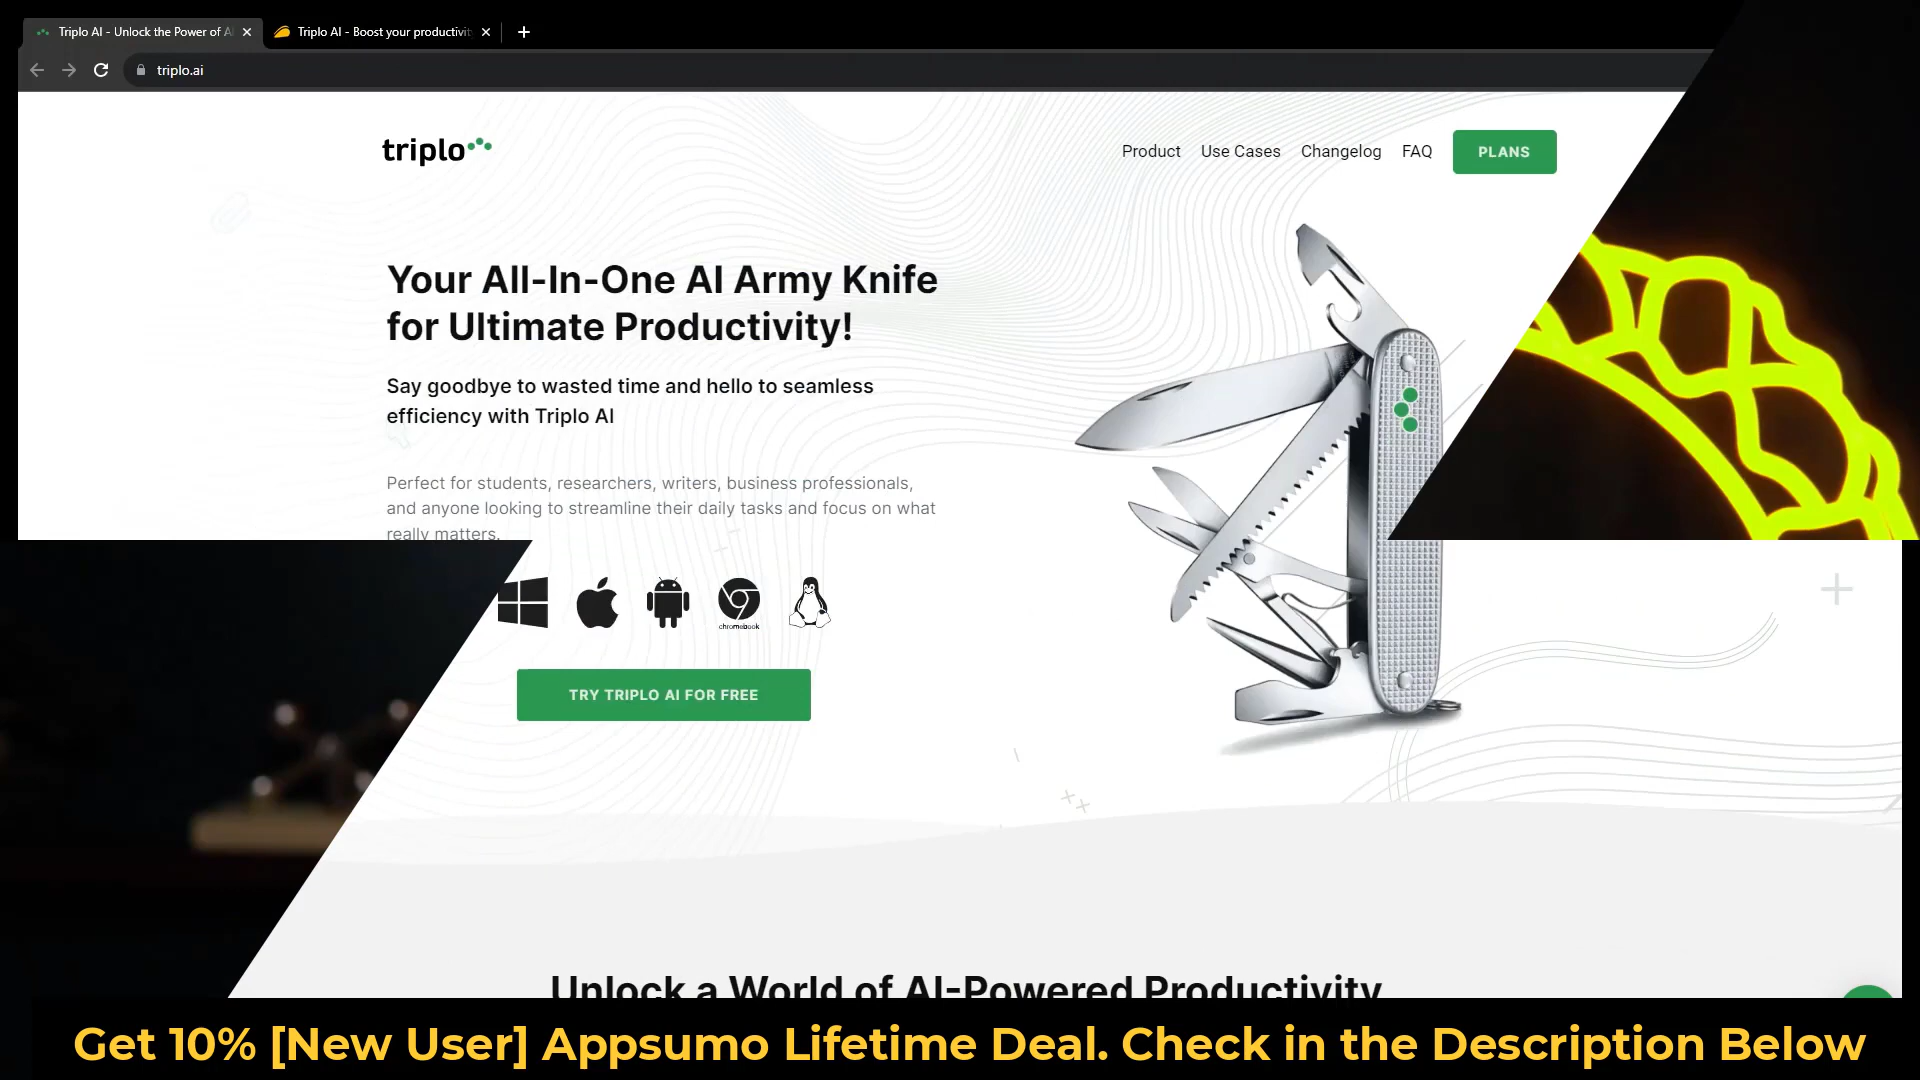 Triplo AI - Unlock the Power of A
Triplo AI - Boost your productivit
triplo.ai
triplo
Product
Use Cases
Changelog
FAQ
PLANS
Your All-In-One AI Army Knife
for Ultimate Productivity!
Say goodbye to wasted time and hello to seamless
efficiency with Triplo AI
Perfect for students, researchers, writers, business professionals,
and anyone looking to streamline their daily tasks and focus on what
really matters.
chromebook
TRY TRIPLO AI FOR FREE
Unlock a World of AI-Powered Productivity
Get 10% [New User] Appsumo Lifetime Deal. Check in the Description Below